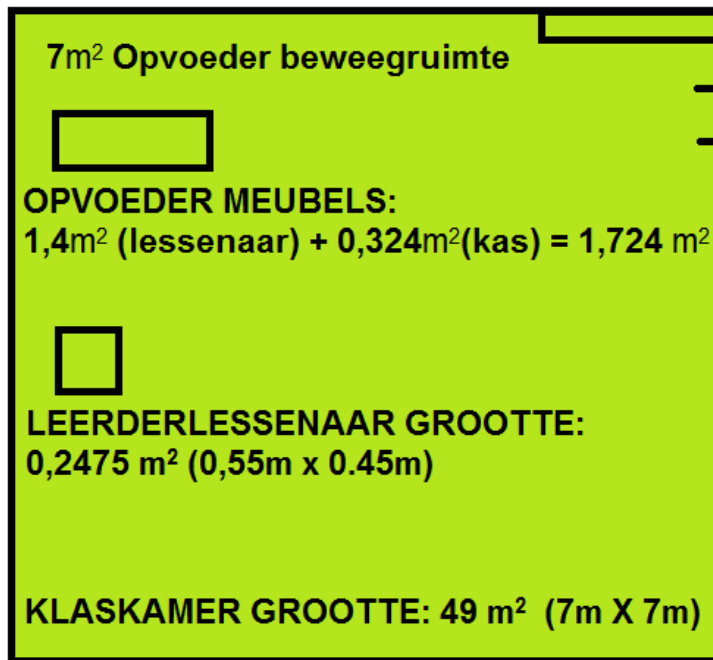 7m² Opvoeder beweegruimte
OPVOEDER MEUBELS:
1,4m² (lessenaar) + 0,324m²(kas) = 1,724 m²
LEERDERLESSENAAR GROOTTE:
0,2475 m² (0,55m x 0.45m)
KLASKAMER GROOTTE: 49 m² (7m X 7m)